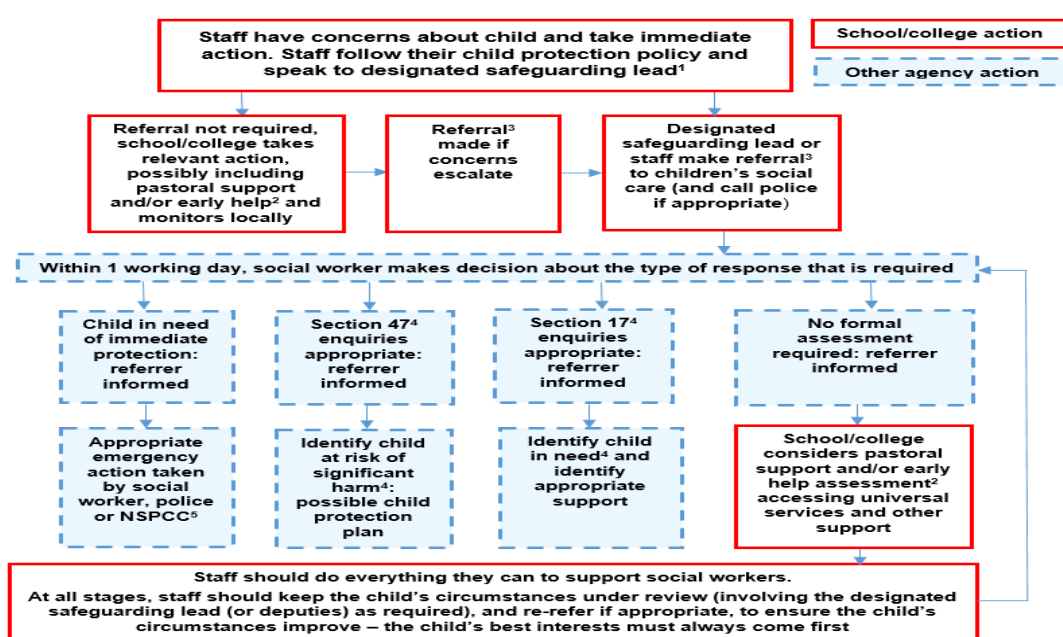 Staff have concerns about child and take immediate
action. Staff follow their child protection policy and
speak to designated safeguarding lead¹
School/college action
Other agency action
Referral not required,
school/college takes
relevant action,
possibly including
pastoral support
and/or early help² and
monitors locally
Referral³
made if
concerns
escalate
Designated
safeguarding lead or
staff make referral³
to children's social
care (and call police
if appropriate)
Within 1 working day, social worker makes decision about the type of response that is required
Child in need
of immediate
protection:
referrer
informed
Section 47⁴
enquiries
appropriate:
referrer
informed
Section 17⁴
enquiries
appropriate:
referrer
informed
No formal
assessment
required: referrer
informed
Appropriate
emergency
action taken
by social
worker, police
or NSPCC⁵
Identify child
at risk of
significant
harm⁴:
possible child
protection
plan
Identify child
in need⁴ and
identify
appropriate
support
School/college
considers pastoral
support and/or early
help assessment²
accessing universal
services and other
support
Staff should do everything they can to support social workers.
At all stages, staff should keep the child's circumstances under review (involving the designated
safeguarding lead (or deputies) as required), and re-refer if appropriate, to ensure the child's
circumstances improve – the child's best interests must always come first